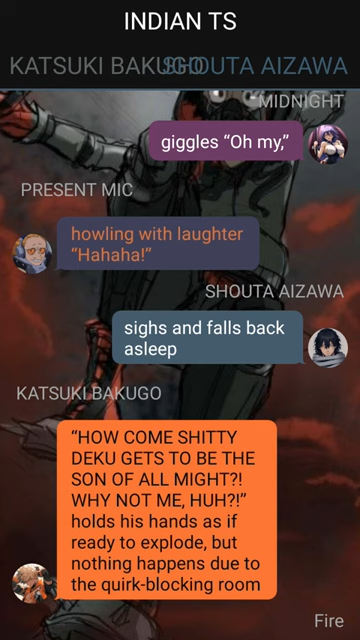 INDIAN TS
KATSUKI BAKUGO SHOUTA AIZAWA
MIDNIGHT
giggles “Oh my,”
PRESENT MIC
howling with laughter
“Hahaha!”
SHOUTA AIZAWA
sighs and falls back
asleep
KATSUKI BAKUGO
“HOW COME SHITTY
DEKU GETS TO BE THE
SON OF ALL MIGHT?!
WHY NOT ME, HUH?!”
holds his hands as if
ready to explode, but
nothing happens due to
the quirk-blocking room
Fire